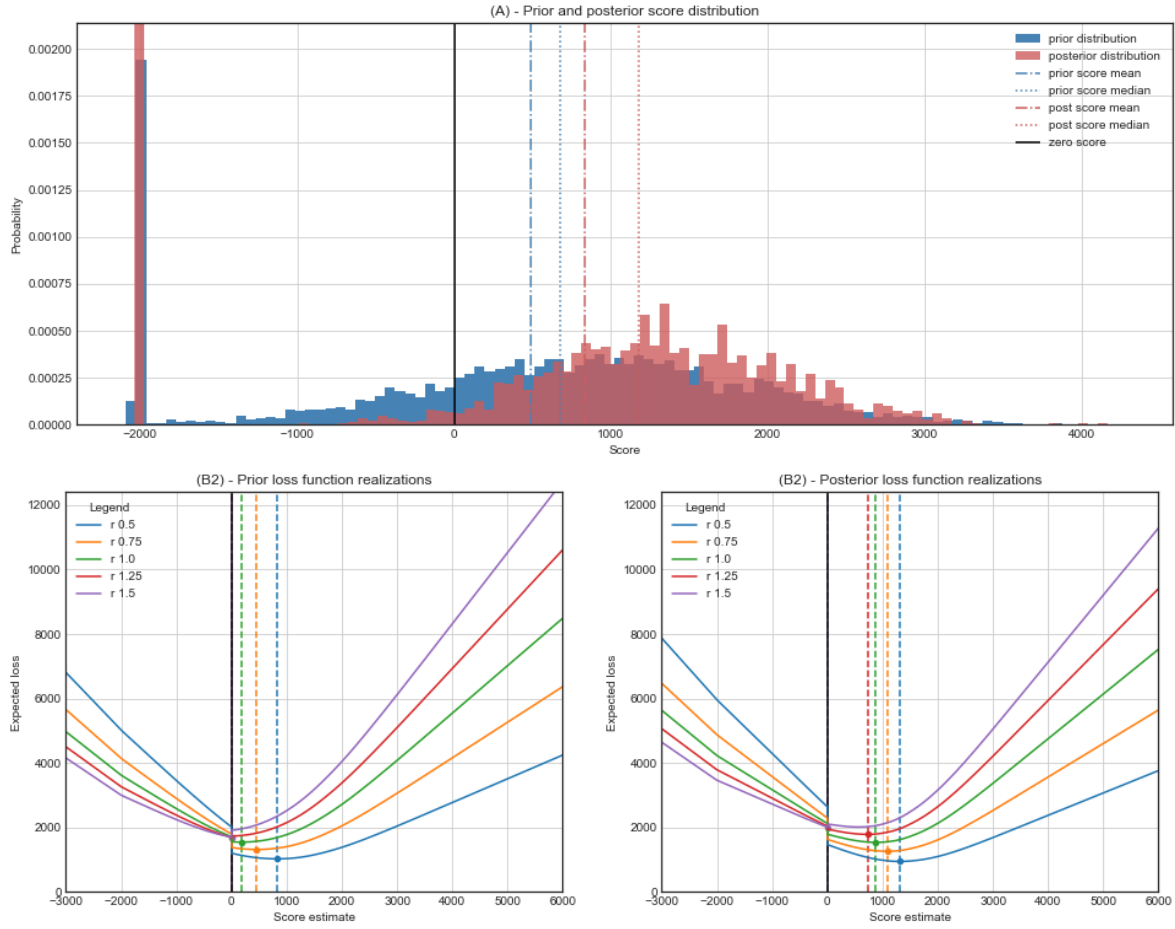 (A) - Prior and posterior score distribution
0.00200
0.00175
0.00150
0.00125
0.00100
0.00075
0.00050
0.00025
0.00000
Probability
prior distribution
posterior distribution
prior score mean
prior score median
post score mean
post score median
zero score
−2000 −1000 0 1000 2000 3000 4000
Score
(B2) - Prior loss function realizations
12000
10000
8000
6000
4000
2000
0
Expected loss
Legend
r 0.5
r 0.75
r 1.0
r 1.25
r 1.5
−3000 −2000 −1000 0 1000 2000 3000 4000 5000 6000
Score estimate
(B2) - Posterior loss function realizations
12000
10000
8000
6000
4000
2000
0
Expected loss
Legend
r 0.5
r 0.75
r 1.0
r 1.25
r 1.5
−3000 −2000 −1000 0 1000 2000 3000 4000 5000 6000
Score estimate